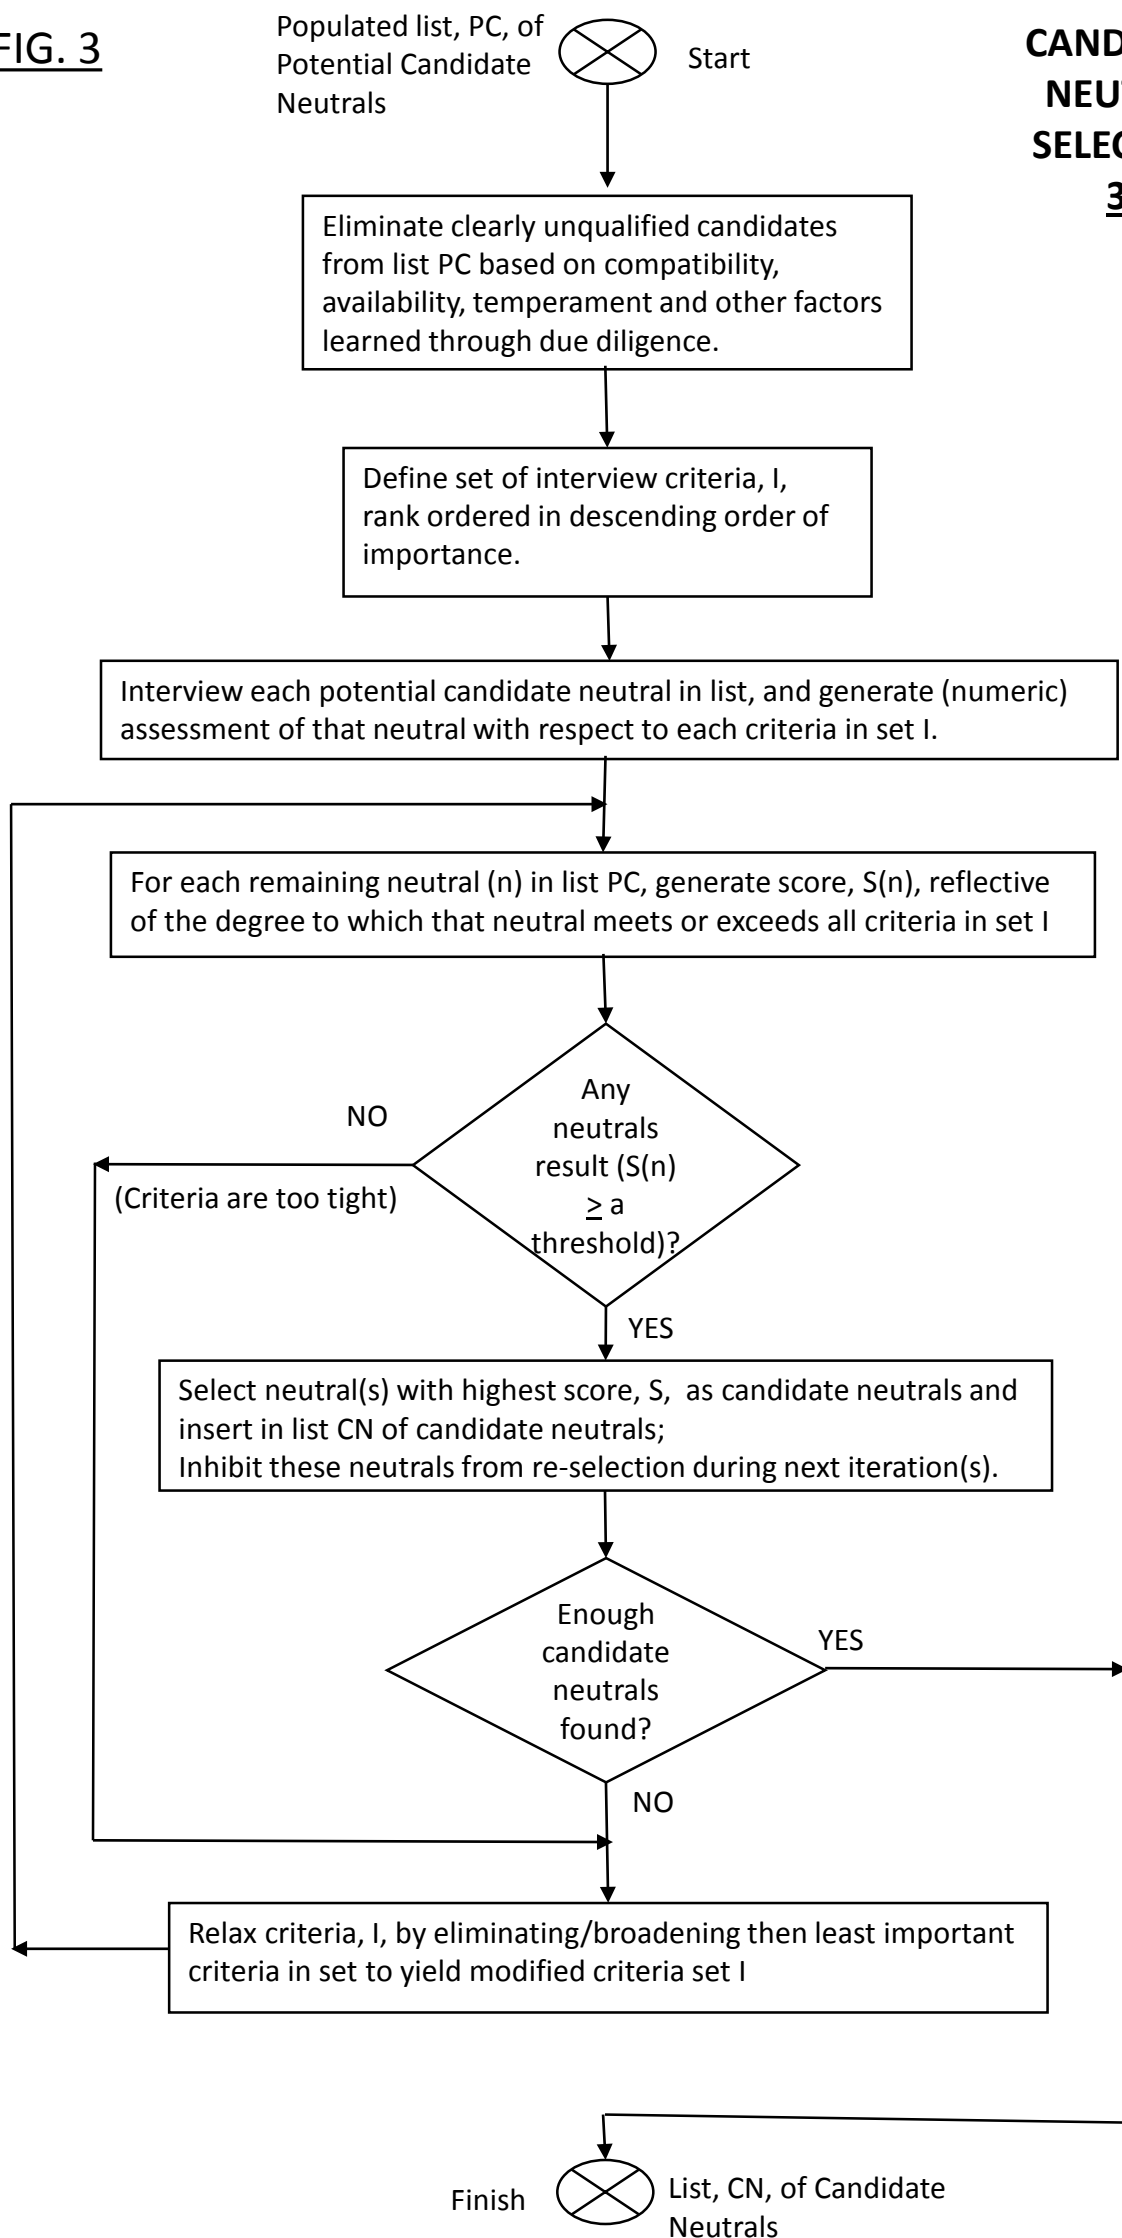 FIG. 3
Populated list, PC, of
Potential Candidate
Neutrals
Start
CAND
NEU
SELEC
3
Eliminate clearly unqualified candidates
from list PC based on compatibility,
availability, temperament and other factors
learned through due diligence.
Define set of interview criteria, I,
rank ordered in descending order of
importance.
Interview each potential candidate neutral in list, and generate (numeric)
assessment of that neutral with respect to each criteria in set I.
For each remaining neutral (n) in list PC, generate score, S(n), reflective
of the degree to which that neutral meets or exceeds all criteria in set I
Any
neutrals
result (S(n)
≥ a
threshold)?
NO
(Criteria are too tight)
YES
Select neutral(s) with highest score, S, as candidate neutrals and
insert in list CN of candidate neutrals;
Inhibit these neutrals from re-selection during next iteration(s).
Enough
candidate
neutrals
found?
YES
NO
Relax criteria, I, by eliminating/broadening then least important
criteria in set to yield modified criteria set I
Finish
List, CN, of Candidate
Neutrals